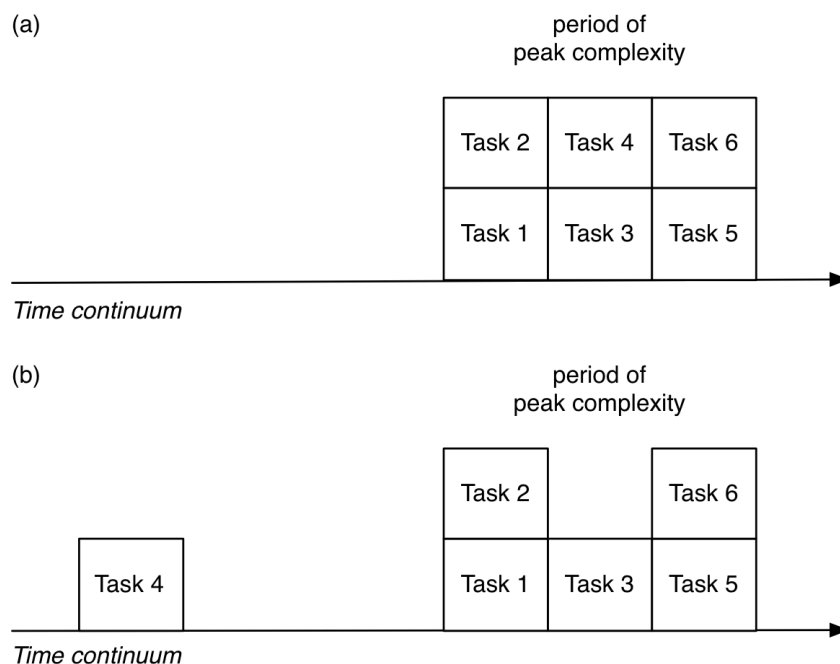 (a)
period of
peak complexity
Task 2 Task 4 Task 6
Task 1 Task 3 Task 5
Time continuum
(b)
period of
peak complexity
Task 2 Task 6
Task 4 Task 1 Task 3 Task 5
Time continuum